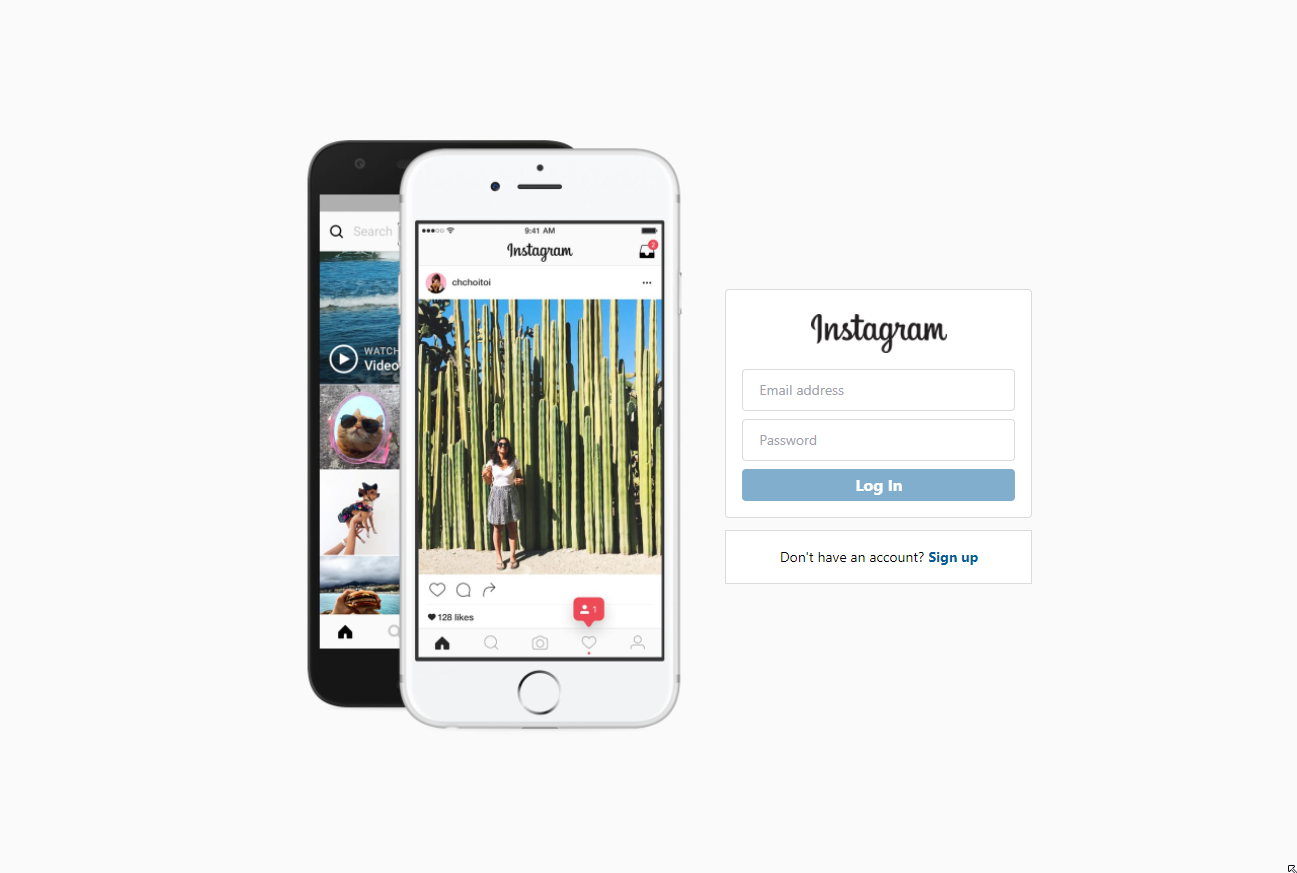 Search
WATCH
Video
9:41 AM
Instagram
2
chchoitoi
128 likes
1
Instagram
Email address
Password
Log In
Don't have an account? Sign up